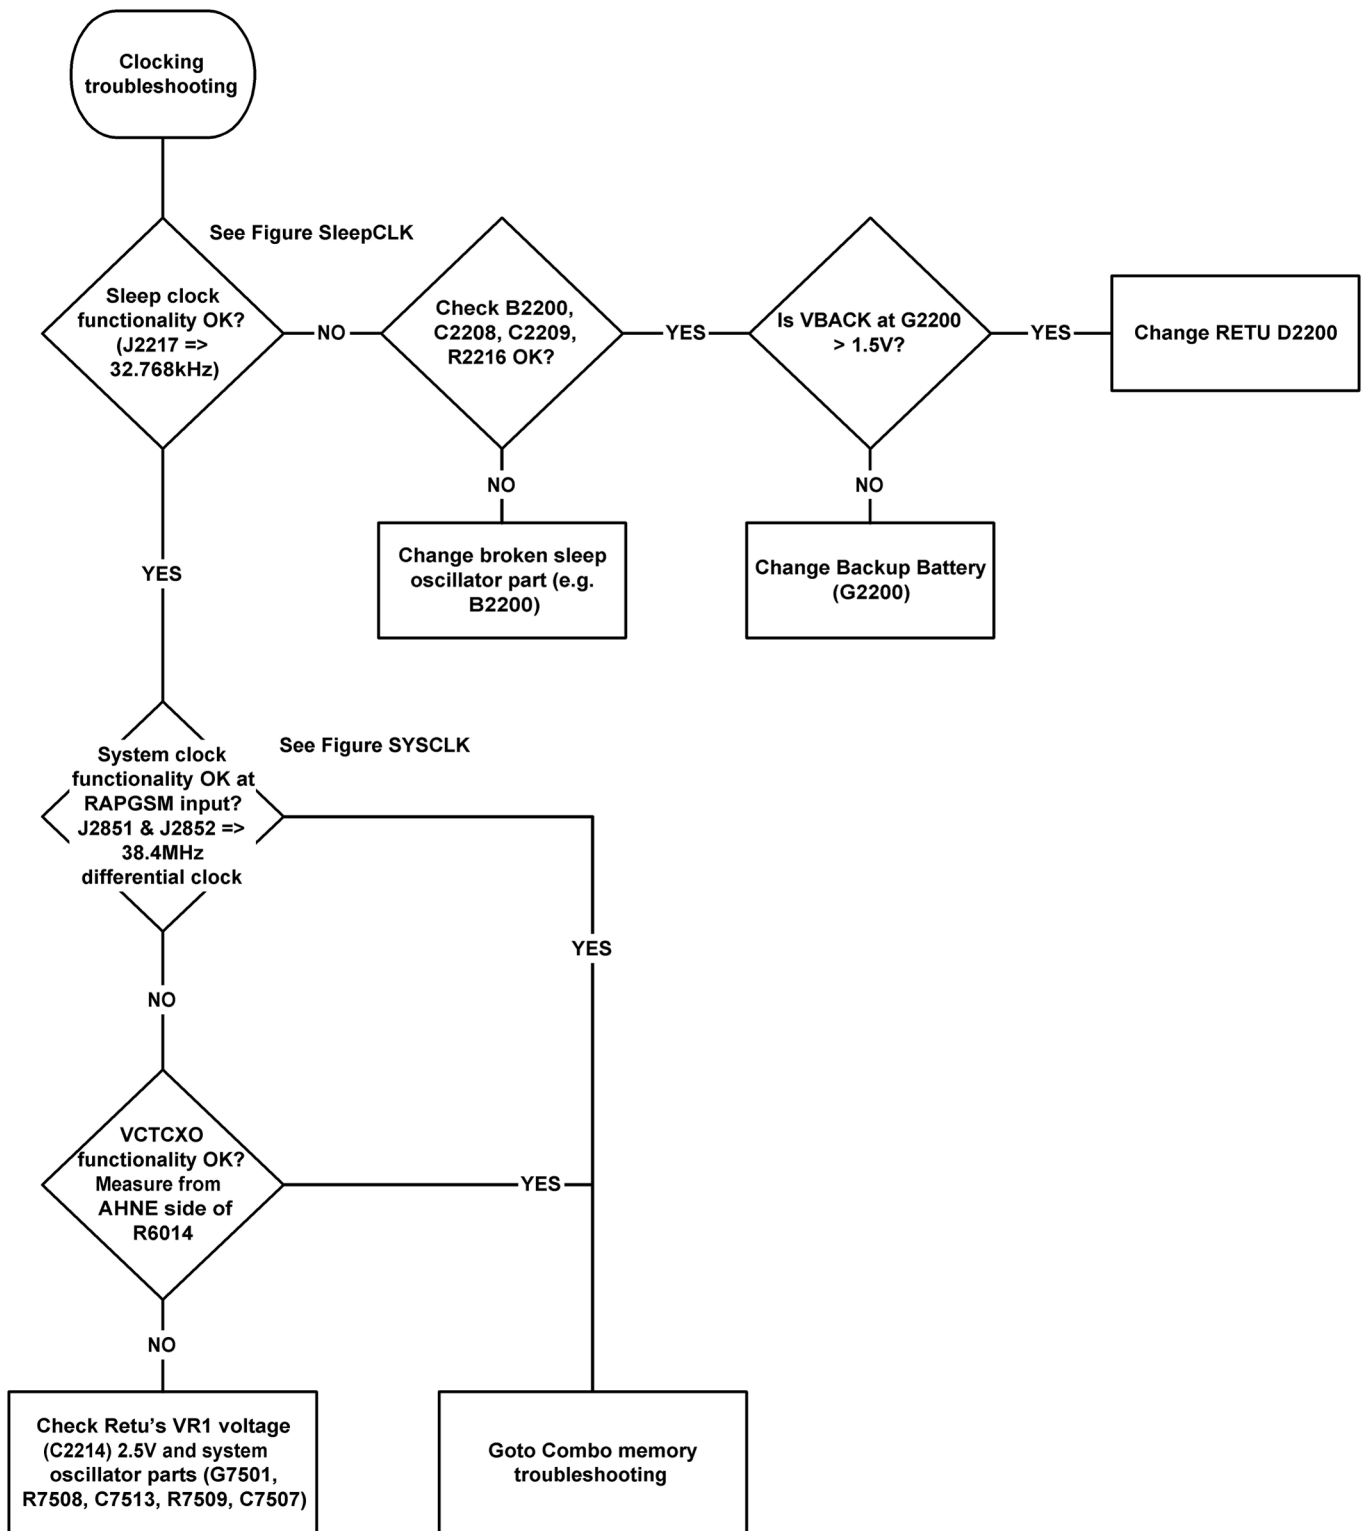 Clocking
troubleshooting
See Figure SleepCLK
Sleep clock
functionality OK?
(J2217 =>
32.768kHz)
NO
Check B2200,
C2208, C2209,
R2216 OK?
YES
Is VBACK at G2200
> 1.5V?
YES
Change RETU D2200
NO
NO
Change broken sleep
oscillator part (e.g.
B2200)
Change Backup Battery
(G2200)
YES
See Figure SYSCLK
System clock
functionality OK at
RAPGSM input?
J2851 & J2852 =>
38.4MHz
differential clock
YES
NO
VCTCXO
functionality OK?
Measure from
AHNE side of
R6014
YES
NO
Check Retu's VR1 voltage
(C2214) 2.5V and system
oscillator parts (G7501,
R7508, C7513, R7509, C7507)
Goto Combo memory
troubleshooting